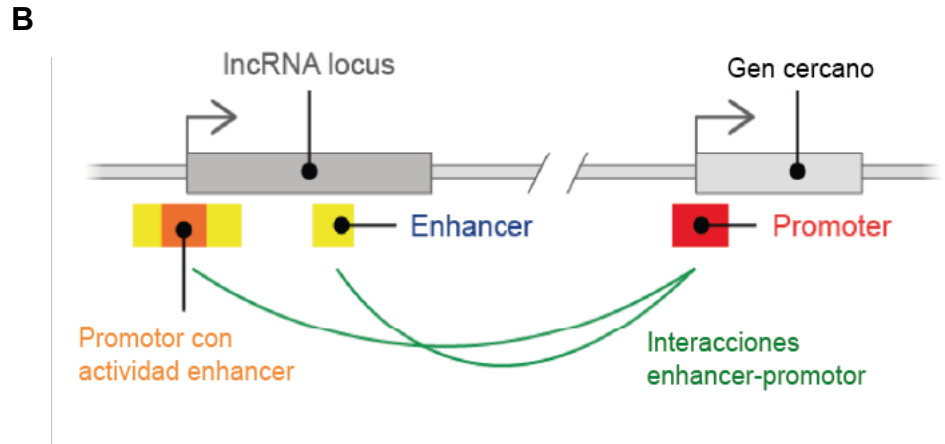 B
lncRNA locus
Gen cercano
Enhancer
Promoter
Promotor con
actividad enhancer
Interacciones
enhancer-promotor